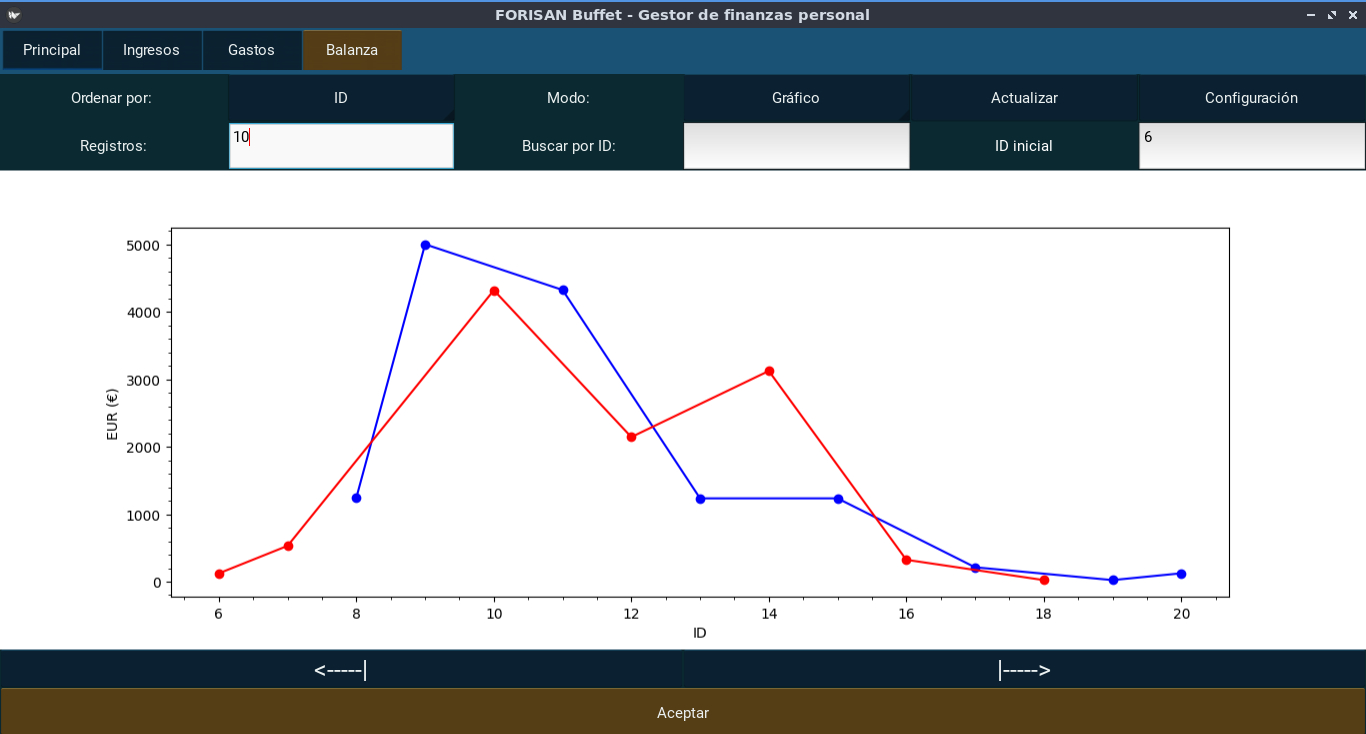 FORISAN Buffet - Gestor de finanzas personal
Principal Ingresos Gastos Balanza
Ordenar por: ID Modo: Gráfico Actualizar Configuración
Registros: 10 Buscar por ID: ID inicial 6
5000
4000
3000
2000
1000
0
EUR (€)
6 8 10 12 14 16 18 20
ID
<-----| |----->
Aceptar